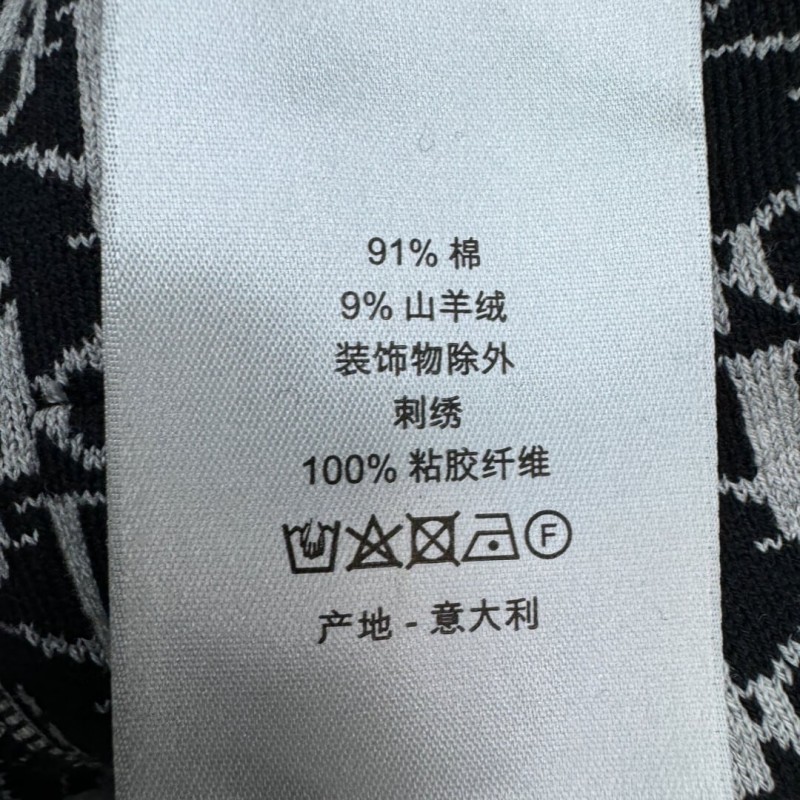 91% 棉
9% 山羊绒
装饰物除外
刺绣
100% 粘胶纤维
F
产地 - 意大利